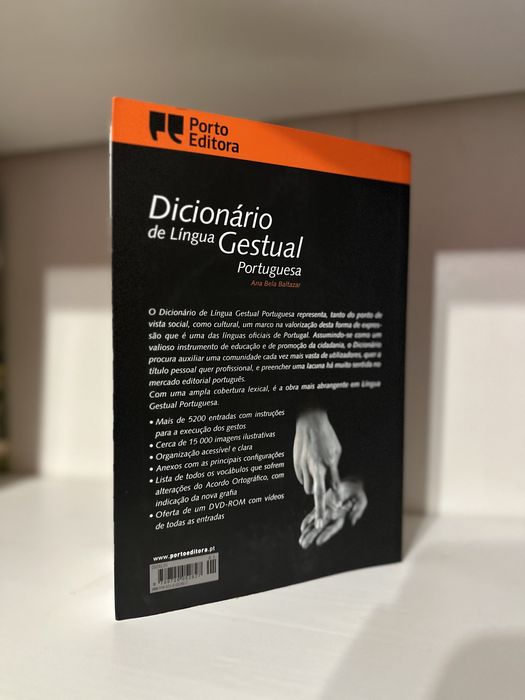 Porto
Editora
Dicionário
de Língua Gestual
Portuguesa
Ana Bela Baltazar
O Dicionário de Língua Gestual Portuguesa representa, tanto do ponto de
vista social, como cultural, um marco na valorização desta forma de expres-
são que é uma das línguas oficiais de Portugal. Assumindo-se como um
valioso instrumento de educação e de promoção da cidadania, o Dicionário
procura auxiliar uma comunidade cada vez mais vasta de utilizadores, quer a
título pessoal quer profissional, e preencher uma lacuna há muito sentida no
mercado editorial português.
Com uma ampla cobertura lexical, é a obra mais abrangente em Língua
Gestual Portuguesa.
• Mais de 5200 entradas com instruções
para a execução dos gestos
• Cerca de 15 000 imagens ilustrativas
• Organização acessível e clara
• Anexos com as principais configurações
• Lista de todos os vocábulos que sofrem
alterações do Acordo Ortográfico, com
indicação da nova grafia
• Oferta de um DVD-ROM com vídeos
de todas as entradas
www.portoeditora.pt